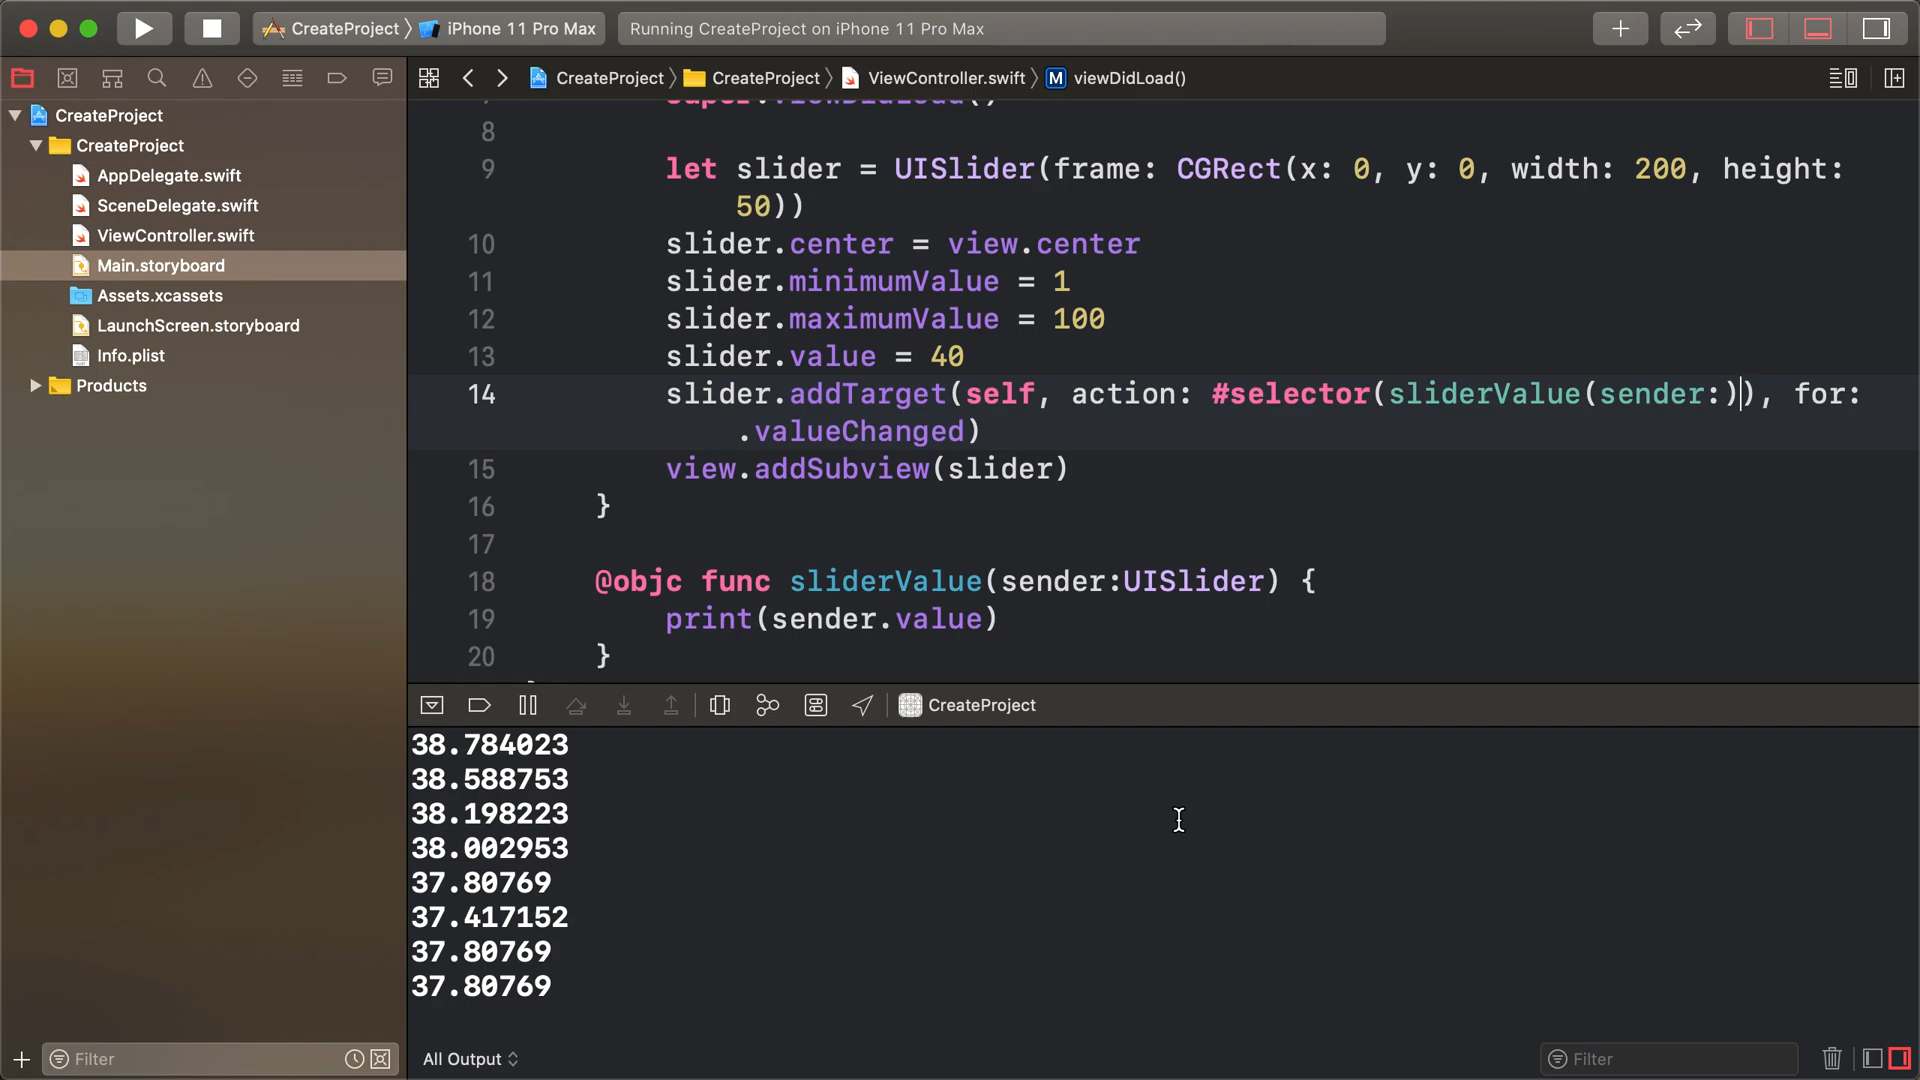 CreateProject
iPhone 11 Pro Max
Running CreateProject on iPhone 11 Pro Max
CreateProject
CreateProject
ViewController.swift
M
viewDidLoad()
CreateProject
CreateProject
AppDelegate.swift
SceneDelegate.swift
ViewController.swift
Main.storyboard
Assets.xcassets
LaunchScreen.storyboard
Info.plist
Products
super.viewDidLoad()
8
9 let slider = UISlider(frame: CGRect(x: 0, y: 0, width: 200, height:
50))
10 slider.center = view.center
11 slider.minimumValue = 1
12 slider.maximumValue = 100
13 slider.value = 40
14 slider.addTarget(self, action: #selector(sliderValue(sender:)), for:
.valueChanged)
15 view.addSubview(slider)
16 }
17
18 @objc func sliderValue(sender:UISlider) {
19 print(sender.value)
20 }
CreateProject
38.784023
38.588753
38.198223
38.002953
37.80769
37.417152
37.80769
37.80769
Filter
All Output
Filter